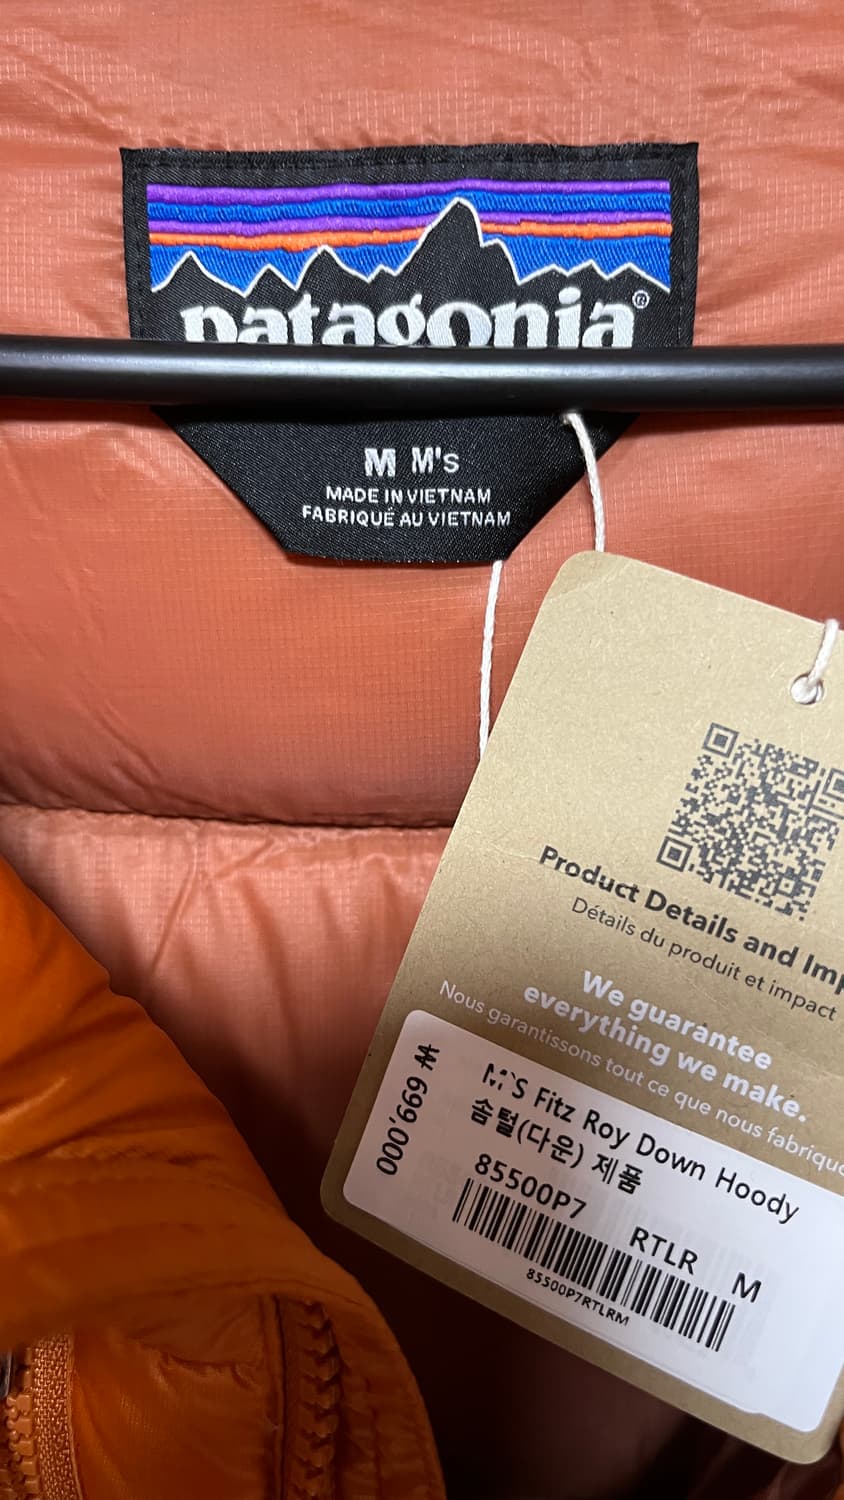 patagonia®
M M's
MADE IN VIETNAM
FABRIQUÉ AU VIETNAM
Product Details and Imp
Détails du produit et impact
We guarantee
everything we make.
Nous garantissons tout ce que nous fabrique
₩ 699,000
M`S Fitz Roy Down Hoody
솜털(다운) 제품
85500P7 RTLR M
85500P7RTLRM